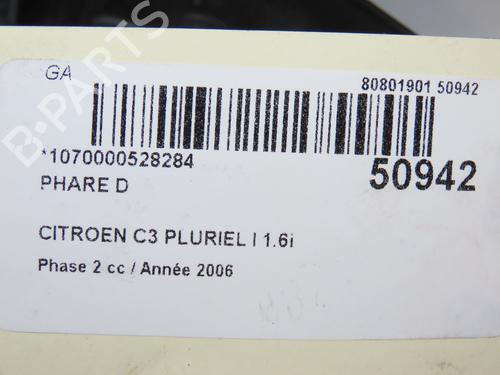 GA
80801901 50942
*1070000528284
50942
PHARE D
CITROEN C3 PLURIEL I 1.6i
Phase 2 cc / Année 2006
B-PARTS